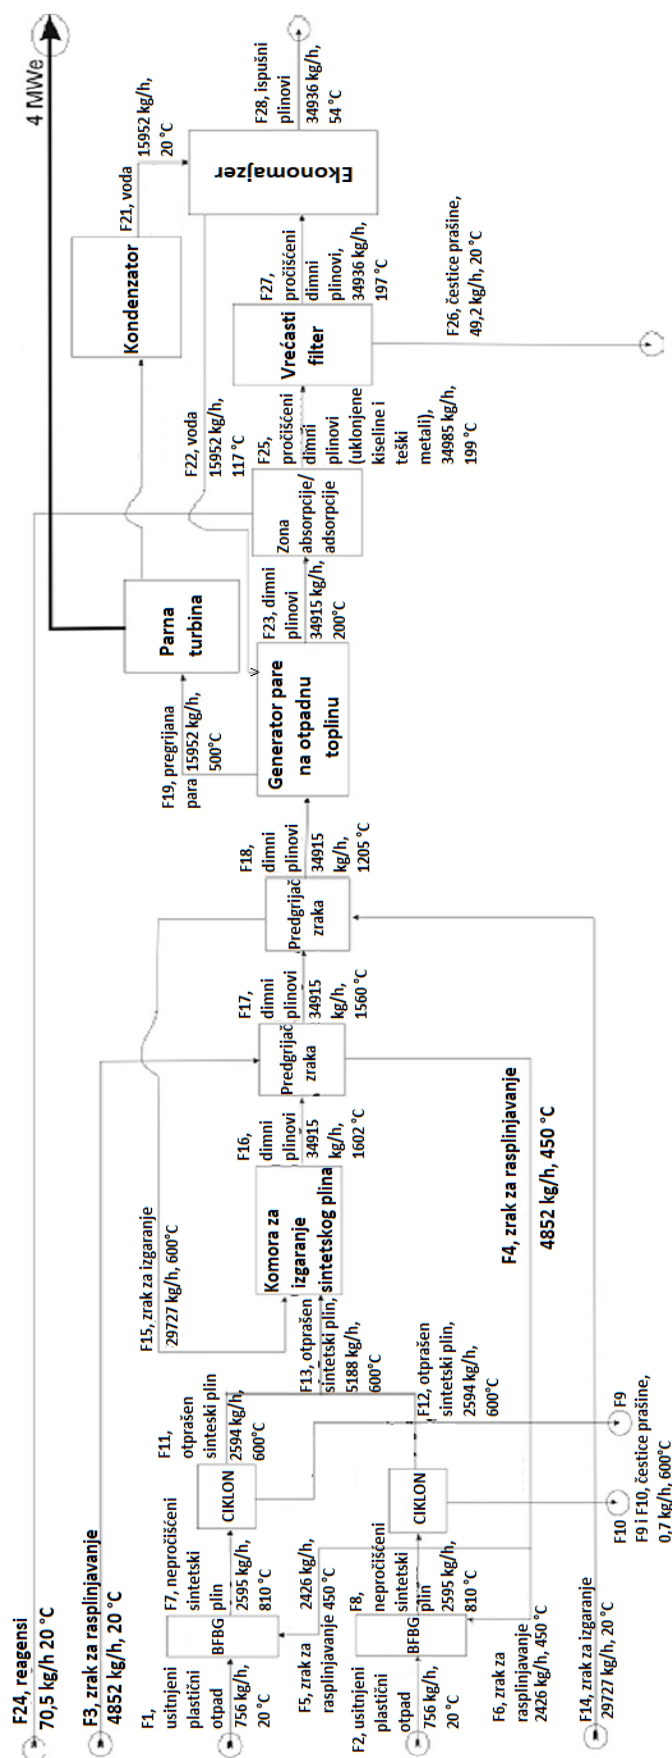 F24, reagensi
70,5 kg/h 20 °C
F3, zrak za rasplinjavanje
4852 kg/h, 20 °C
F1,
usitnjeni
plastični
otpad
756 kg/h,
20 °C
BFBG
F7, nepročišćeni
sintetski
plin
2595 kg/h,
810 °C
F5, zrak za
rasplinjavanje
2426 kg/h,
450 °C
F2, usitnjeni
plastični
otpad
756 kg/h,
20 °C
BFBG
F8,
nepročišćeni
sintetski
plin
2595 kg/h,
810 °C
F6, zrak za
rasplinjavanje
2426 kg/h, 450 °C
F14, zrak za izgaranje
29727 kg/h, 20 °C
CIKLON
F11,
otprašen
sinteski plin
2594 kg/h,
600°C
CIKLON
F12, otprašen
sintetski plin,
2594 kg/h,
600°C
F10
F9
F9 i F10, čestice prašine,
0,7 kg/h, 600°C
F13, otprašen
sintetski plin,
5188 kg/h,
600°C
F15, zrak za izgaranje
29727 kg/h, 600°C
Komora za
izgaranje
sintetskog plina
F16,
dimni
plinovi
34915
kg/h,
1602 °C
F4, zrak za rasplinjavanje
4852 kg/h, 450 °C
Predgrijač
zraka
F17,
dimni
plinovi
34915
kg/h,
1560 °C
Predgrijač
zraka
F18,
dimni
plinovi
34915
kg/h,
1205 °C
Generator pare
na otpadnu
toplinu
F19, pregrijana
para 15952 kg/h,
500°C
Parna
turbina
F23, dimni
plinovi
34915 kg/h,
200°C
Zona
absorpcije/
adsorpcije
F22, voda
15952 kg/h,
117 °C
F25,
pročišćeni
dimni
plinovi
(uklonjene
kiseline i
teški
metali),
34985 kg/h,
199 °C
Kondenzator
F21, voda
15952 kg/h,
20 °C
Vrećasti
filter
F26, čestice prašine,
49,2 kg/h, 20 °C
F27,
pročišćeni
dimni
plinovi,
34936 kg/h,
197 °C
Ekonomajzer
F28, ispušni
plinovi
34936 kg/h,
54 °C
4 MWe